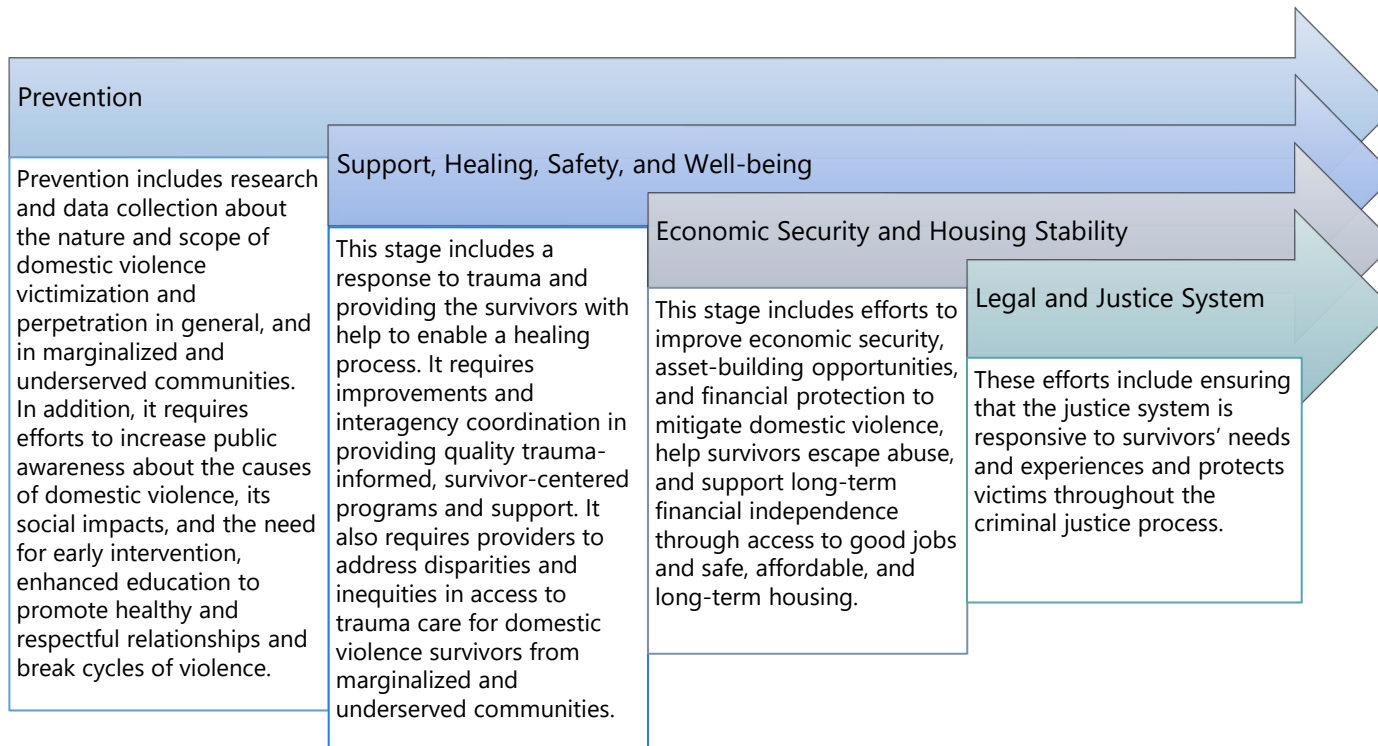 Prevention
Prevention includes research
and data collection about
the nature and scope of
domestic violence
victimization and
perpetration in general, and
in marginalized and
underserved communities.
In addition, it requires
efforts to increase public
awareness about the causes
of domestic violence, its
social impacts, and the need
for early intervention,
enhanced education to
promote healthy and
respectful relationships and
break cycles of violence.
Support, Healing, Safety, and Well-being
This stage includes a
response to trauma and
providing the survivors with
help to enable a healing
process. It requires
improvements and
interagency coordination in
providing quality trauma-
informed, survivor-centered
programs and support. It
also requires providers to
address disparities and
inequities in access to
trauma care for domestic
violence survivors from
marginalized and
underserved communities.
Economic Security and Housing Stability
This stage includes efforts to
improve economic security,
asset-building opportunities,
and financial protection to
mitigate domestic violence,
help survivors escape abuse,
and support long-term
financial independence
through access to good jobs
and safe, affordable, and
long-term housing.
Legal and Justice System
These efforts include ensuring
that the justice system is
responsive to survivors’ needs
and experiences and protects
victims throughout the
criminal justice process.